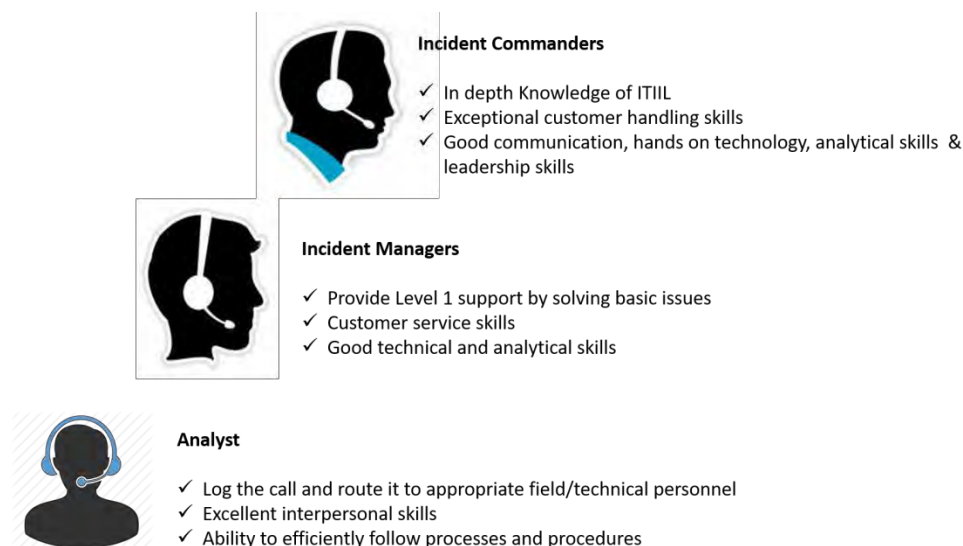 Incident Commanders
✓ In depth Knowledge of ITIIL
✓ Exceptional customer handling skills
✓ Good communication, hands on technology, analytical skills &
leadership skills
Incident Managers
✓ Provide Level 1 support by solving basic issues
✓ Customer service skills
✓ Good technical and analytical skills
Analyst
✓ Log the call and route it to appropriate field/technical personnel
✓ Excellent interpersonal skills
✓ Ability to efficiently follow processes and procedures